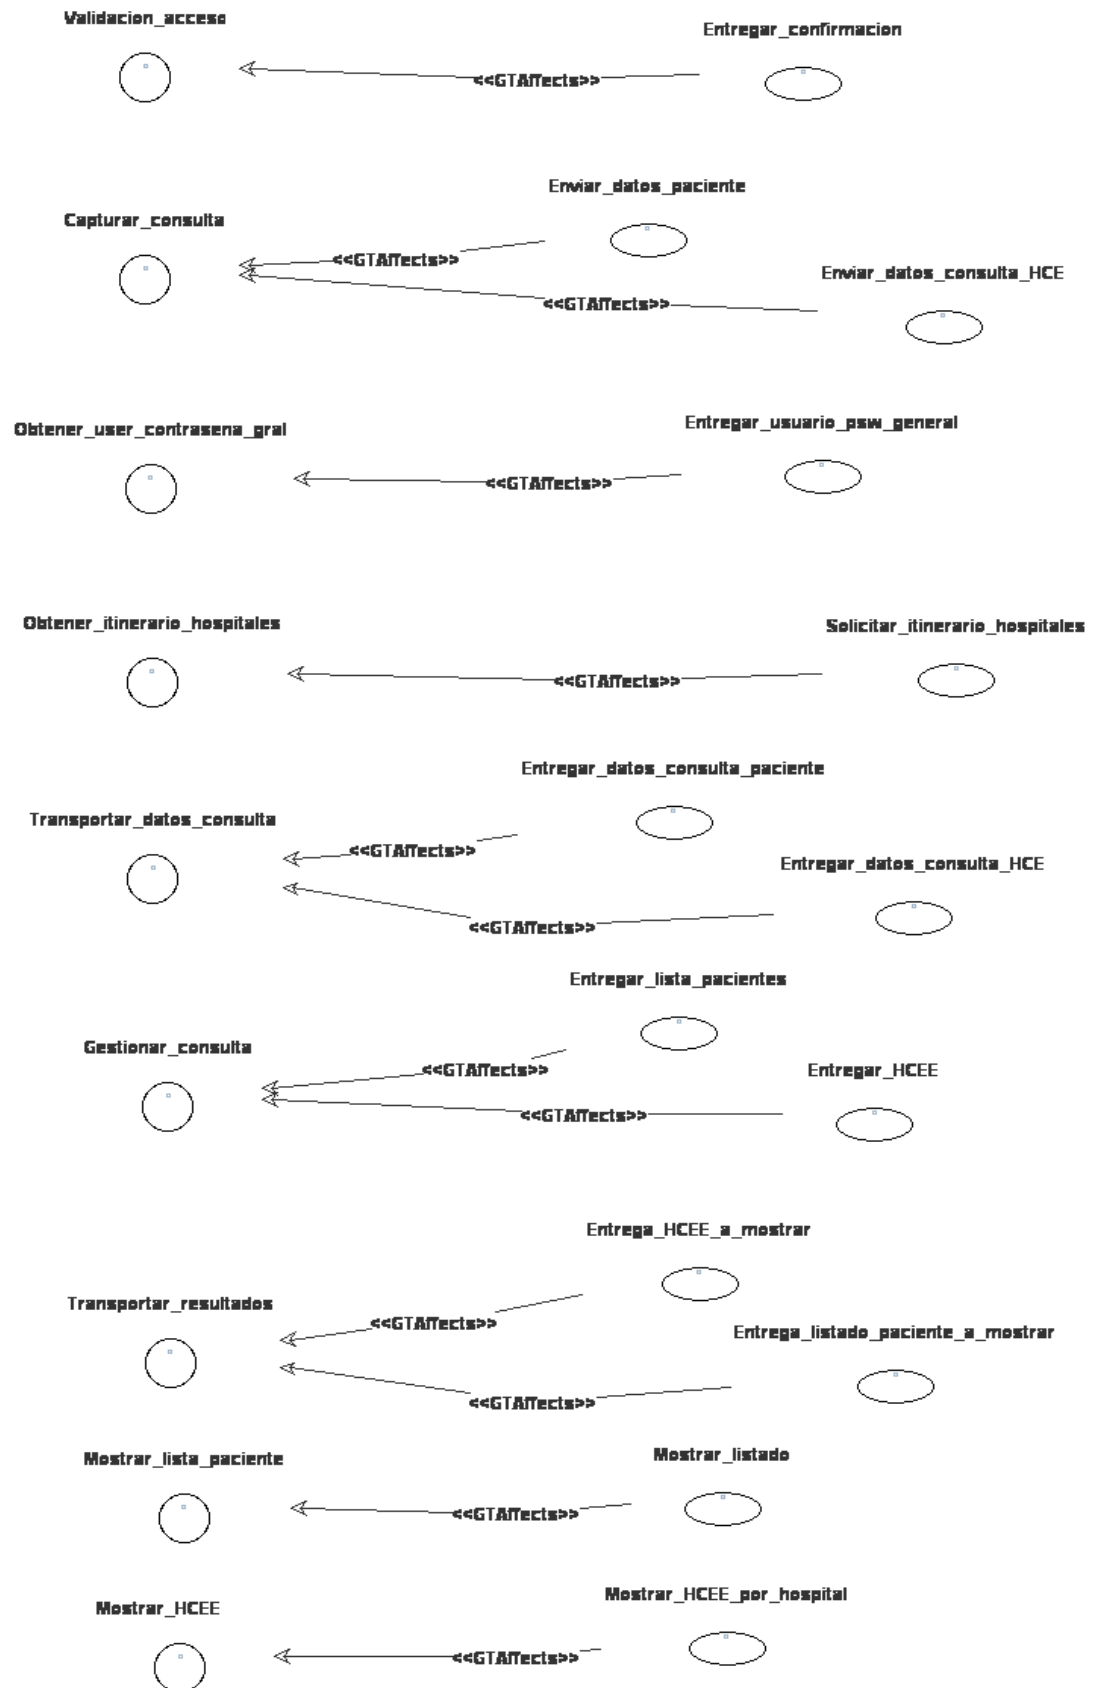 Validacion_acceso
Entregar_confirmacion
<<GTAffects>>
Enviar_datos_paciente
Capturar_consulta
<<GTAffects>>
Enviar_datos_consulta_HCE
<<GTAffects>>
Entregar_usuario_psw_general
Obtener_user_contrasena_gral
<<GTAffects>>
Obtener_itinerario_hospitales
Solicitar_itinerario_hospitales
<<GTAffects>>
Entregar_datos_consulta_paciente
Transportar_datos_consulta
<<GTAffects>>
Entregar_datos_consulta_HCE
<<GTAffects>>
Entregar_lista_pacientes
Gestionar_consulta
<<GTAffects>>
Entregar_HCEE
<<GTAffects>>
Entrega_HCEE_a_mostrar
Transportar_resultados
<<GTAffects>>
Entrega_listado_paciente_a_mostrar
<<GTAffects>>
Mostrar_lista_paciente
Mostrar_listado
<<GTAffects>>
Mostrar_HCEE_por_hospital
Mostrar_HCEE
<<GTAffects>>